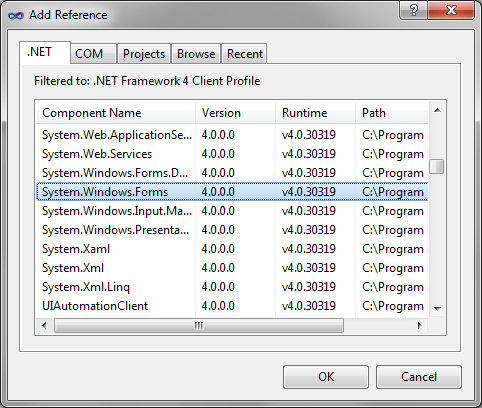 Add Reference
.NET COM Projects Browse Recent
Filtered to: .NET Framework 4 Client Profile
Component Name Version Runtime Path
System.Web.ApplicationSe... 4.0.0.0 v4.0.30319 C:\Program
System.Web.Services 4.0.0.0 v4.0.30319 C:\Program
System.Windows.Forms.D... 4.0.0.0 v4.0.30319 C:\Program
System.Windows.Forms 4.0.0.0 v4.0.30319 C:\Program
System.Windows.Input.Ma... 4.0.0.0 v4.0.30319 C:\Program
System.Windows.Presenta... 4.0.0.0 v4.0.30319 C:\Program
System.Xaml 4.0.0.0 v4.0.30319 C:\Program
System.Xml 4.0.0.0 v4.0.30319 C:\Program
System.Xml.Linq 4.0.0.0 v4.0.30319 C:\Program
UIAutomationClient 4.0.0.0 v4.0.30319 C:\Program
OK Cancel